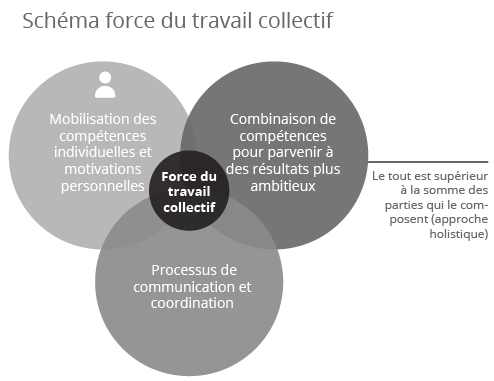 Schéma force du travail collectif
Mobilisation des
compétences
individuelles et
motivations
personnelles
Combinaison de
compétences
pour parvenir à
des résultats plus
ambitieux
Force du
travail
collectif
Le tout est supérieur
à la somme des
parties qui le com-
posent (approche
holistique)
Processus de
communication et
coordination